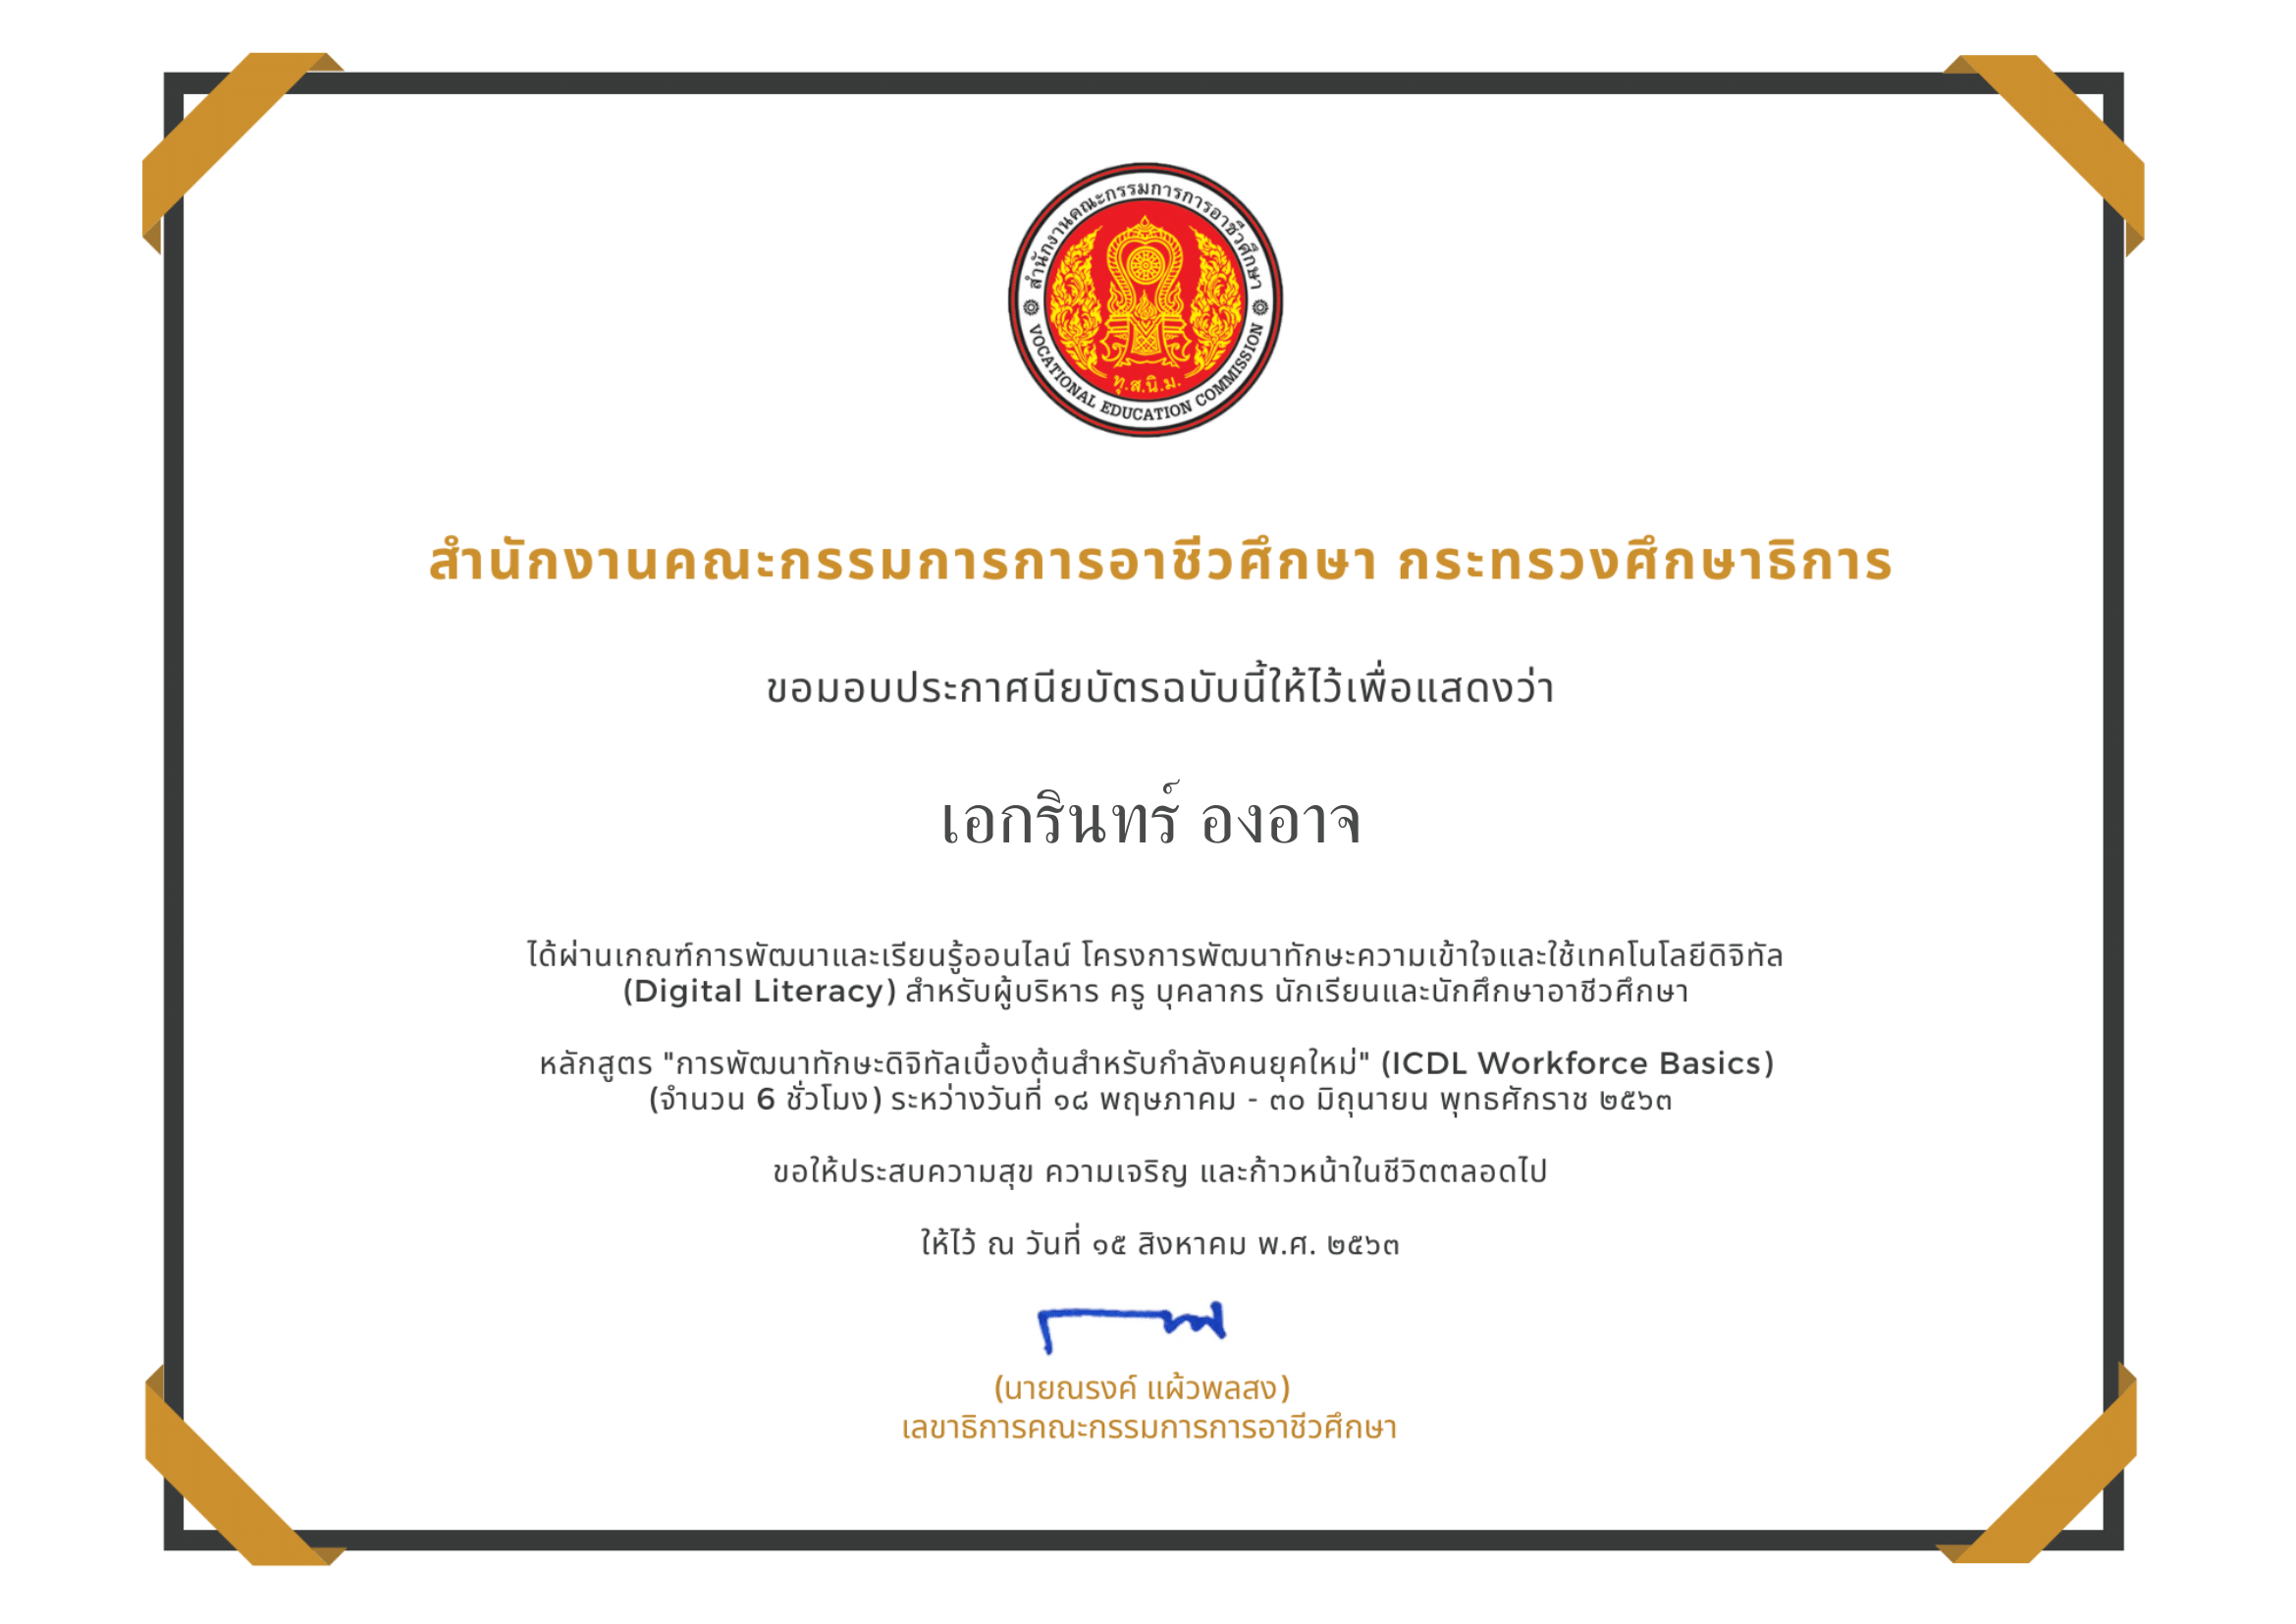 สำนักงานคณะกรรมการการอาชีวศึกษา
ทุ.ส.นิ.ม.
VOCATIONAL EDUCATION COMMISSION
สำนักงานคณะกรรมการการอาชีวศึกษา กระทรวงศึกษาธิการ
ขอมอบประกาศนียบัตรฉบับนี้ให้ไว้เพื่อแสดงว่า
เอกรินทร์ องอาจ
ได้ผ่านเกณฑ์การพัฒนาและเรียนรู้ออนไลน์ โครงการพัฒนาทักษะความเข้าใจและใช้เทคโนโลยีดิจิทัล
(Digital Literacy) สำหรับผู้บริหาร ครู บุคลากร นักเรียนและนักศึกษาอาชีวศึกษา
หลักสูตร "การพัฒนาทักษะดิจิทัลเบื้องต้นสำหรับกำลังคนยุคใหม่" (ICDL Workforce Basics)
(จำนวน 6 ชั่วโมง) ระหว่างวันที่ ๑๘ พฤษภาคม - ๓๐ มิถุนายน พุทธศักราช ๒๕๖๓
ขอให้ประสบความสุข ความเจริญ และก้าวหน้าในชีวิตตลอดไป
ให้ไว้ ณ วันที่ ๑๕ สิงหาคม พ.ศ. ๒๕๖๓
(นายณรงค์ แผ้วพลสง)
เลขาธิการคณะกรรมการการอาชีวศึกษา